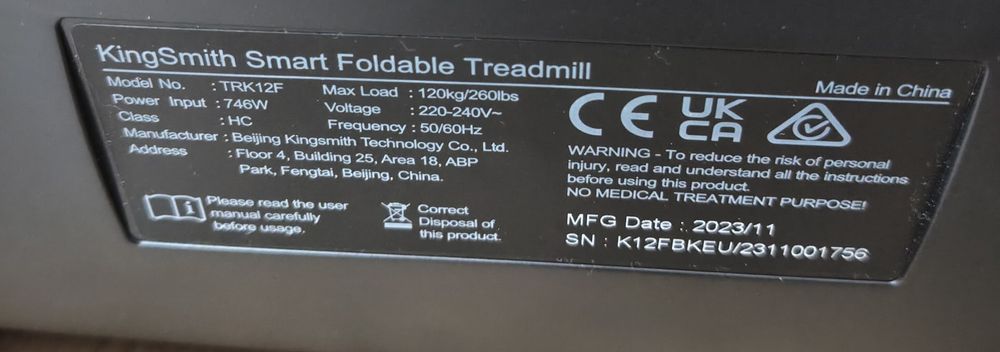 KingSmith Smart Foldable Treadmill
Made in China
Model No. : TRK12F
Max Load : 120kg/260lbs
Power Input : 746W
Voltage : 220-240V~
Class : HC
Frequency : 50/60Hz
Manufacturer : Beijing Kingsmith Technology Co., Ltd.
Address : Floor 4, Building 25, Area 18, ABP
Park, Fengtai, Beijing, China.
Please read the user
manual carefully
before usage.
Correct
Disposal of
this product.
CE
UK
CA
WARNING - To reduce the risk of personal
injury, read and understand all the instructions
before using this product.
NO MEDICAL TREATMENT PURPOSE!
MFG Date : 2023/11
SN : K12FBKEU/2311001756